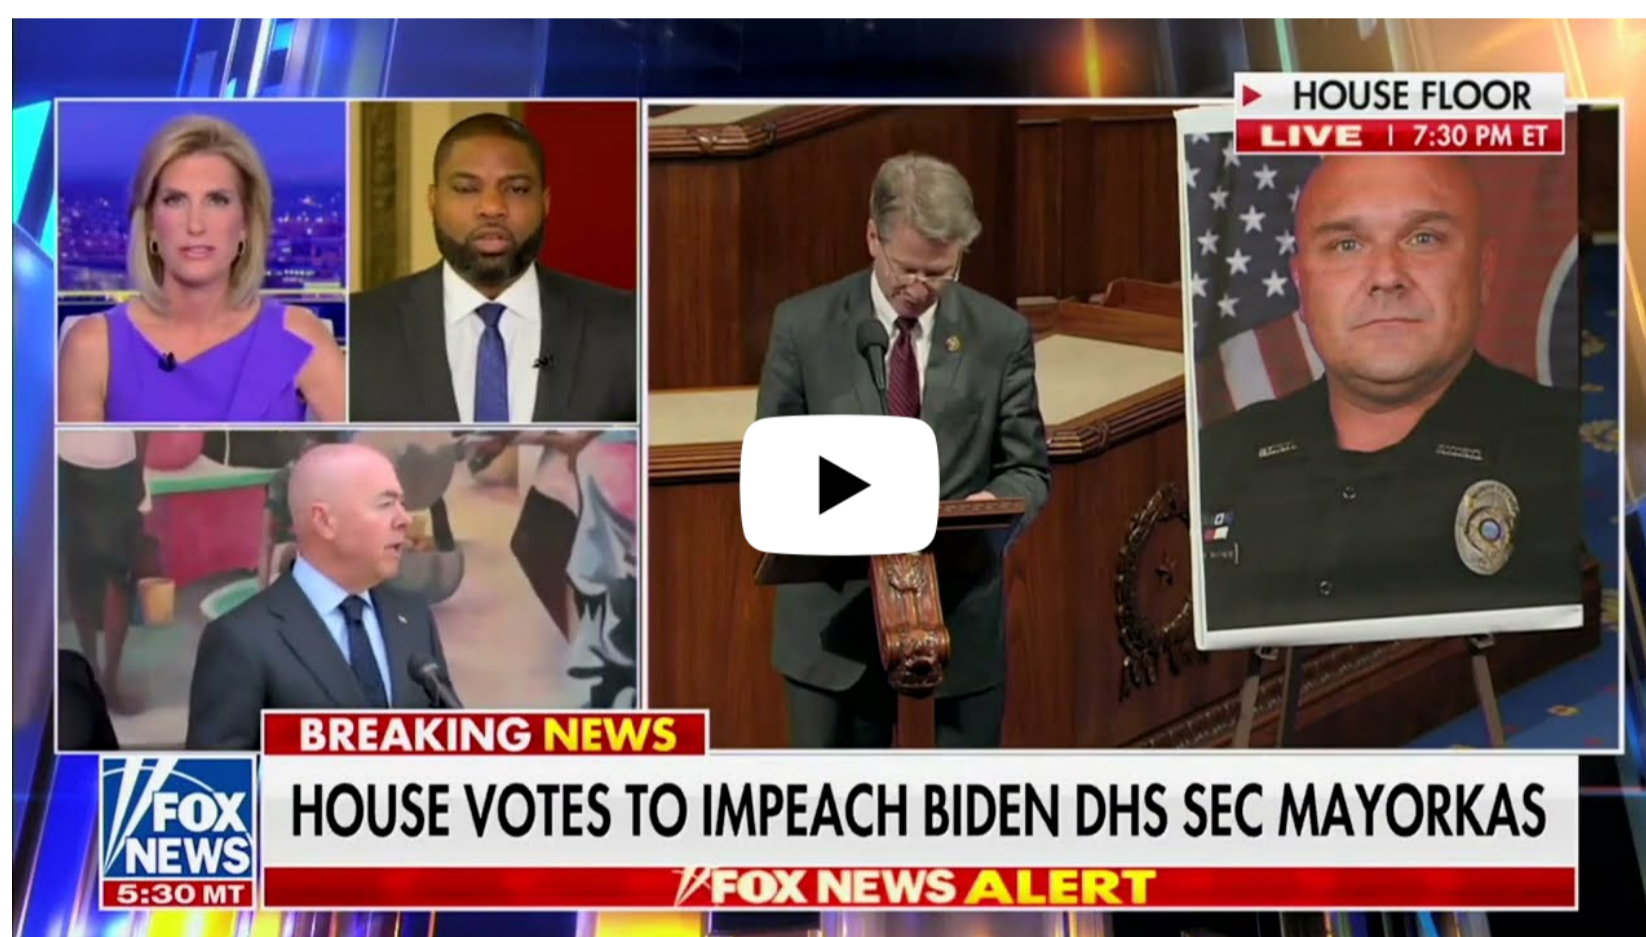 HOUSE FLOOR
LIVE | 7:30 PM ET
BREAKING NEWS
HOUSE VOTES TO IMPEACH BIDEN DHS SEC MAYORKAS
FOX
NEWS
5:30 MT
FOX NEWS ALERT